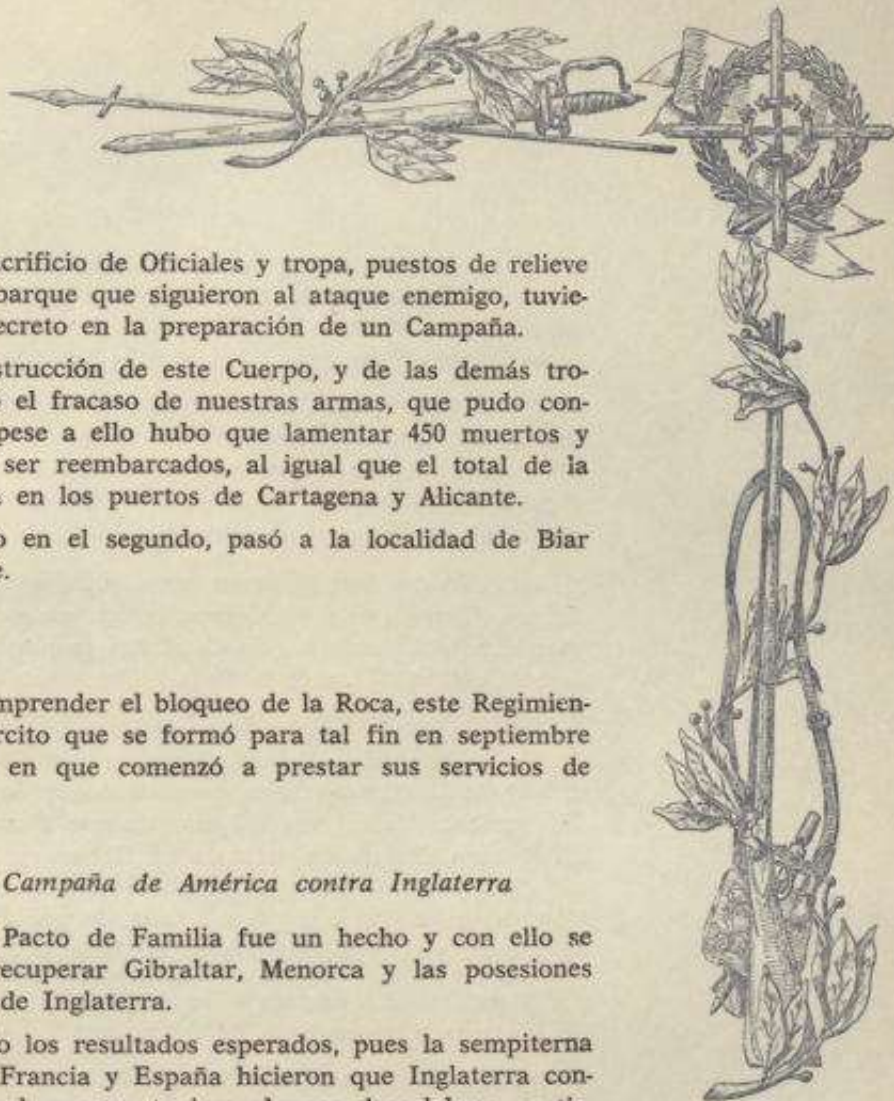 crificio de Oficiales y tropa, puestos de relieve
barque que siguieron al ataque enemigo, tuvie-
ecreto en la preparación de un Campaña.
strucción de este Cuerpo, y de las demás tro-
el fracaso de nuestras armas, que pudo con-
pese a ello hubo que lamentar 450 muertos y
ser reembarcados, al igual que el total de la
en los puertos de Cartagena y Alicante.
en el segundo, pasó a la localidad de Biar
nprender el bloqueo de la Roca, este Regimien-
rcito que se formó para tal fin en septiembre
en que comenzó a prestar sus servicios de
Campaña de América contra Inglaterra
Pacto de Familia fue un hecho y con ello se
ecuperar Gibraltar, Menorca y las posesiones
de Inglaterra.
o los resultados esperados, pues la sempiterna
Francia y España hicieron que Inglaterra con-